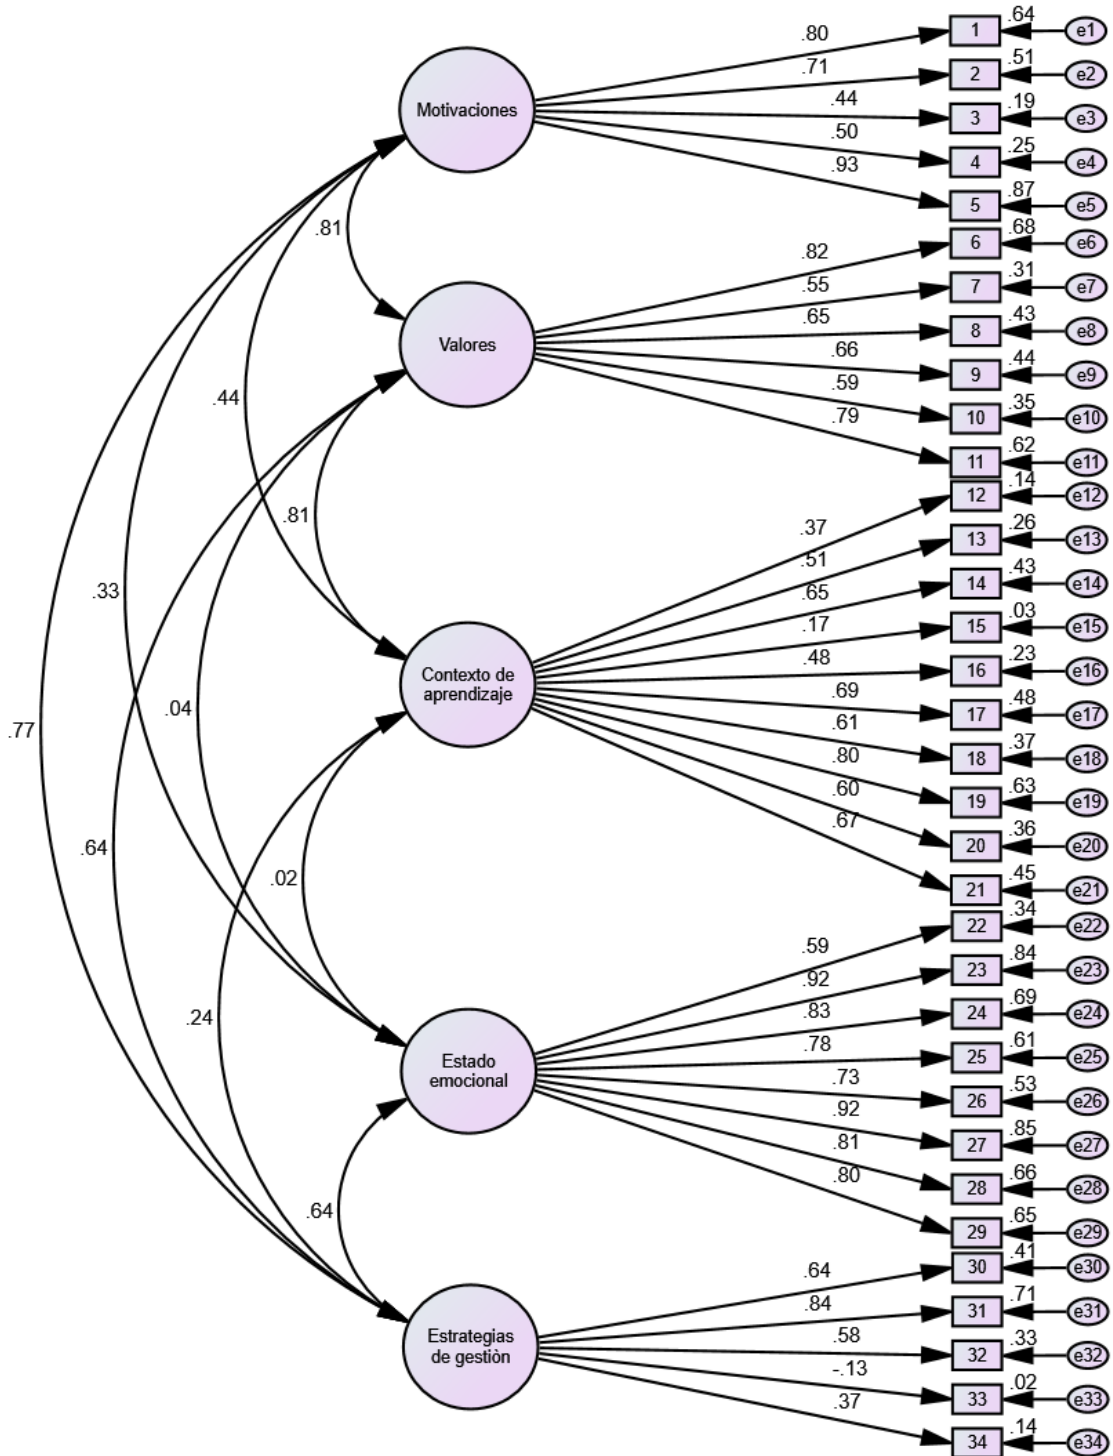 Motivaciones
.80
1
.64
e1
.71
2
.51
e2
.44
3
.19
e3
.50
4
.25
e4
.93
5
.87
e5
.81
Valores
.82
6
.68
e6
.55
7
.31
e7
.65
8
.43
e8
.66
9
.44
e9
.59
10
.35
e10
.79
11
.62
e11
.44
.81
Contexto de
aprendizaje
.37
12
.14
e12
.51
13
.26
e13
.65
14
.43
e14
.17
15
.03
e15
.48
16
.23
e16
.69
17
.48
e17
.61
18
.37
e18
.80
19
.63
e19
.60
20
.36
e20
.67
21
.45
e21
.33
.04
.77
.64
.02
.24
Estado
emocional
.59
22
.34
e22
.92
23
.84
e23
.83
24
.69
e24
.78
25
.61
e25
.73
26
.53
e26
.92
27
.85
e27
.81
28
.66
e28
.80
29
.65
e29
.64
Estrategias
de gestiòn
.64
30
.41
e30
.84
31
.71
e31
.58
32
.33
e32
-.13
33
.02
e33
.37
34
.14
e34